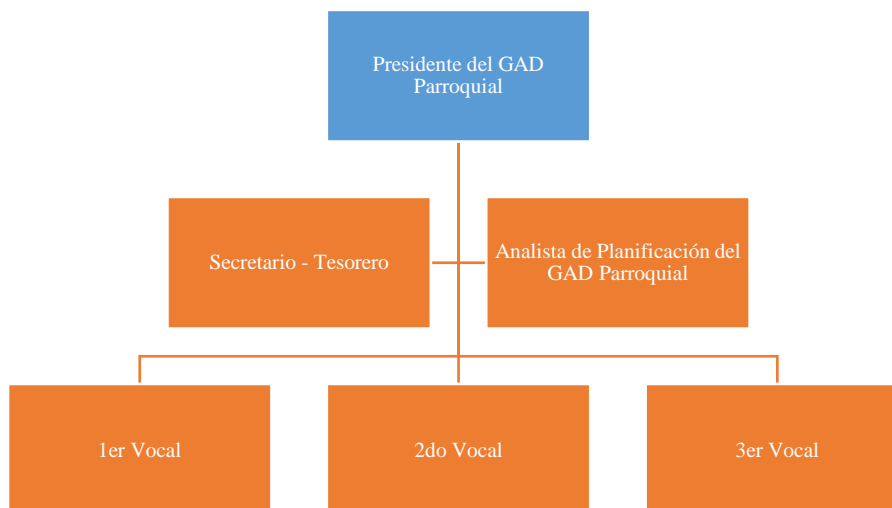 Presidente del GAD
Parroquial
Secretario - Tesorero
Analista de Planificación del
GAD Parroquial
1er Vocal
2do Vocal
3er Vocal